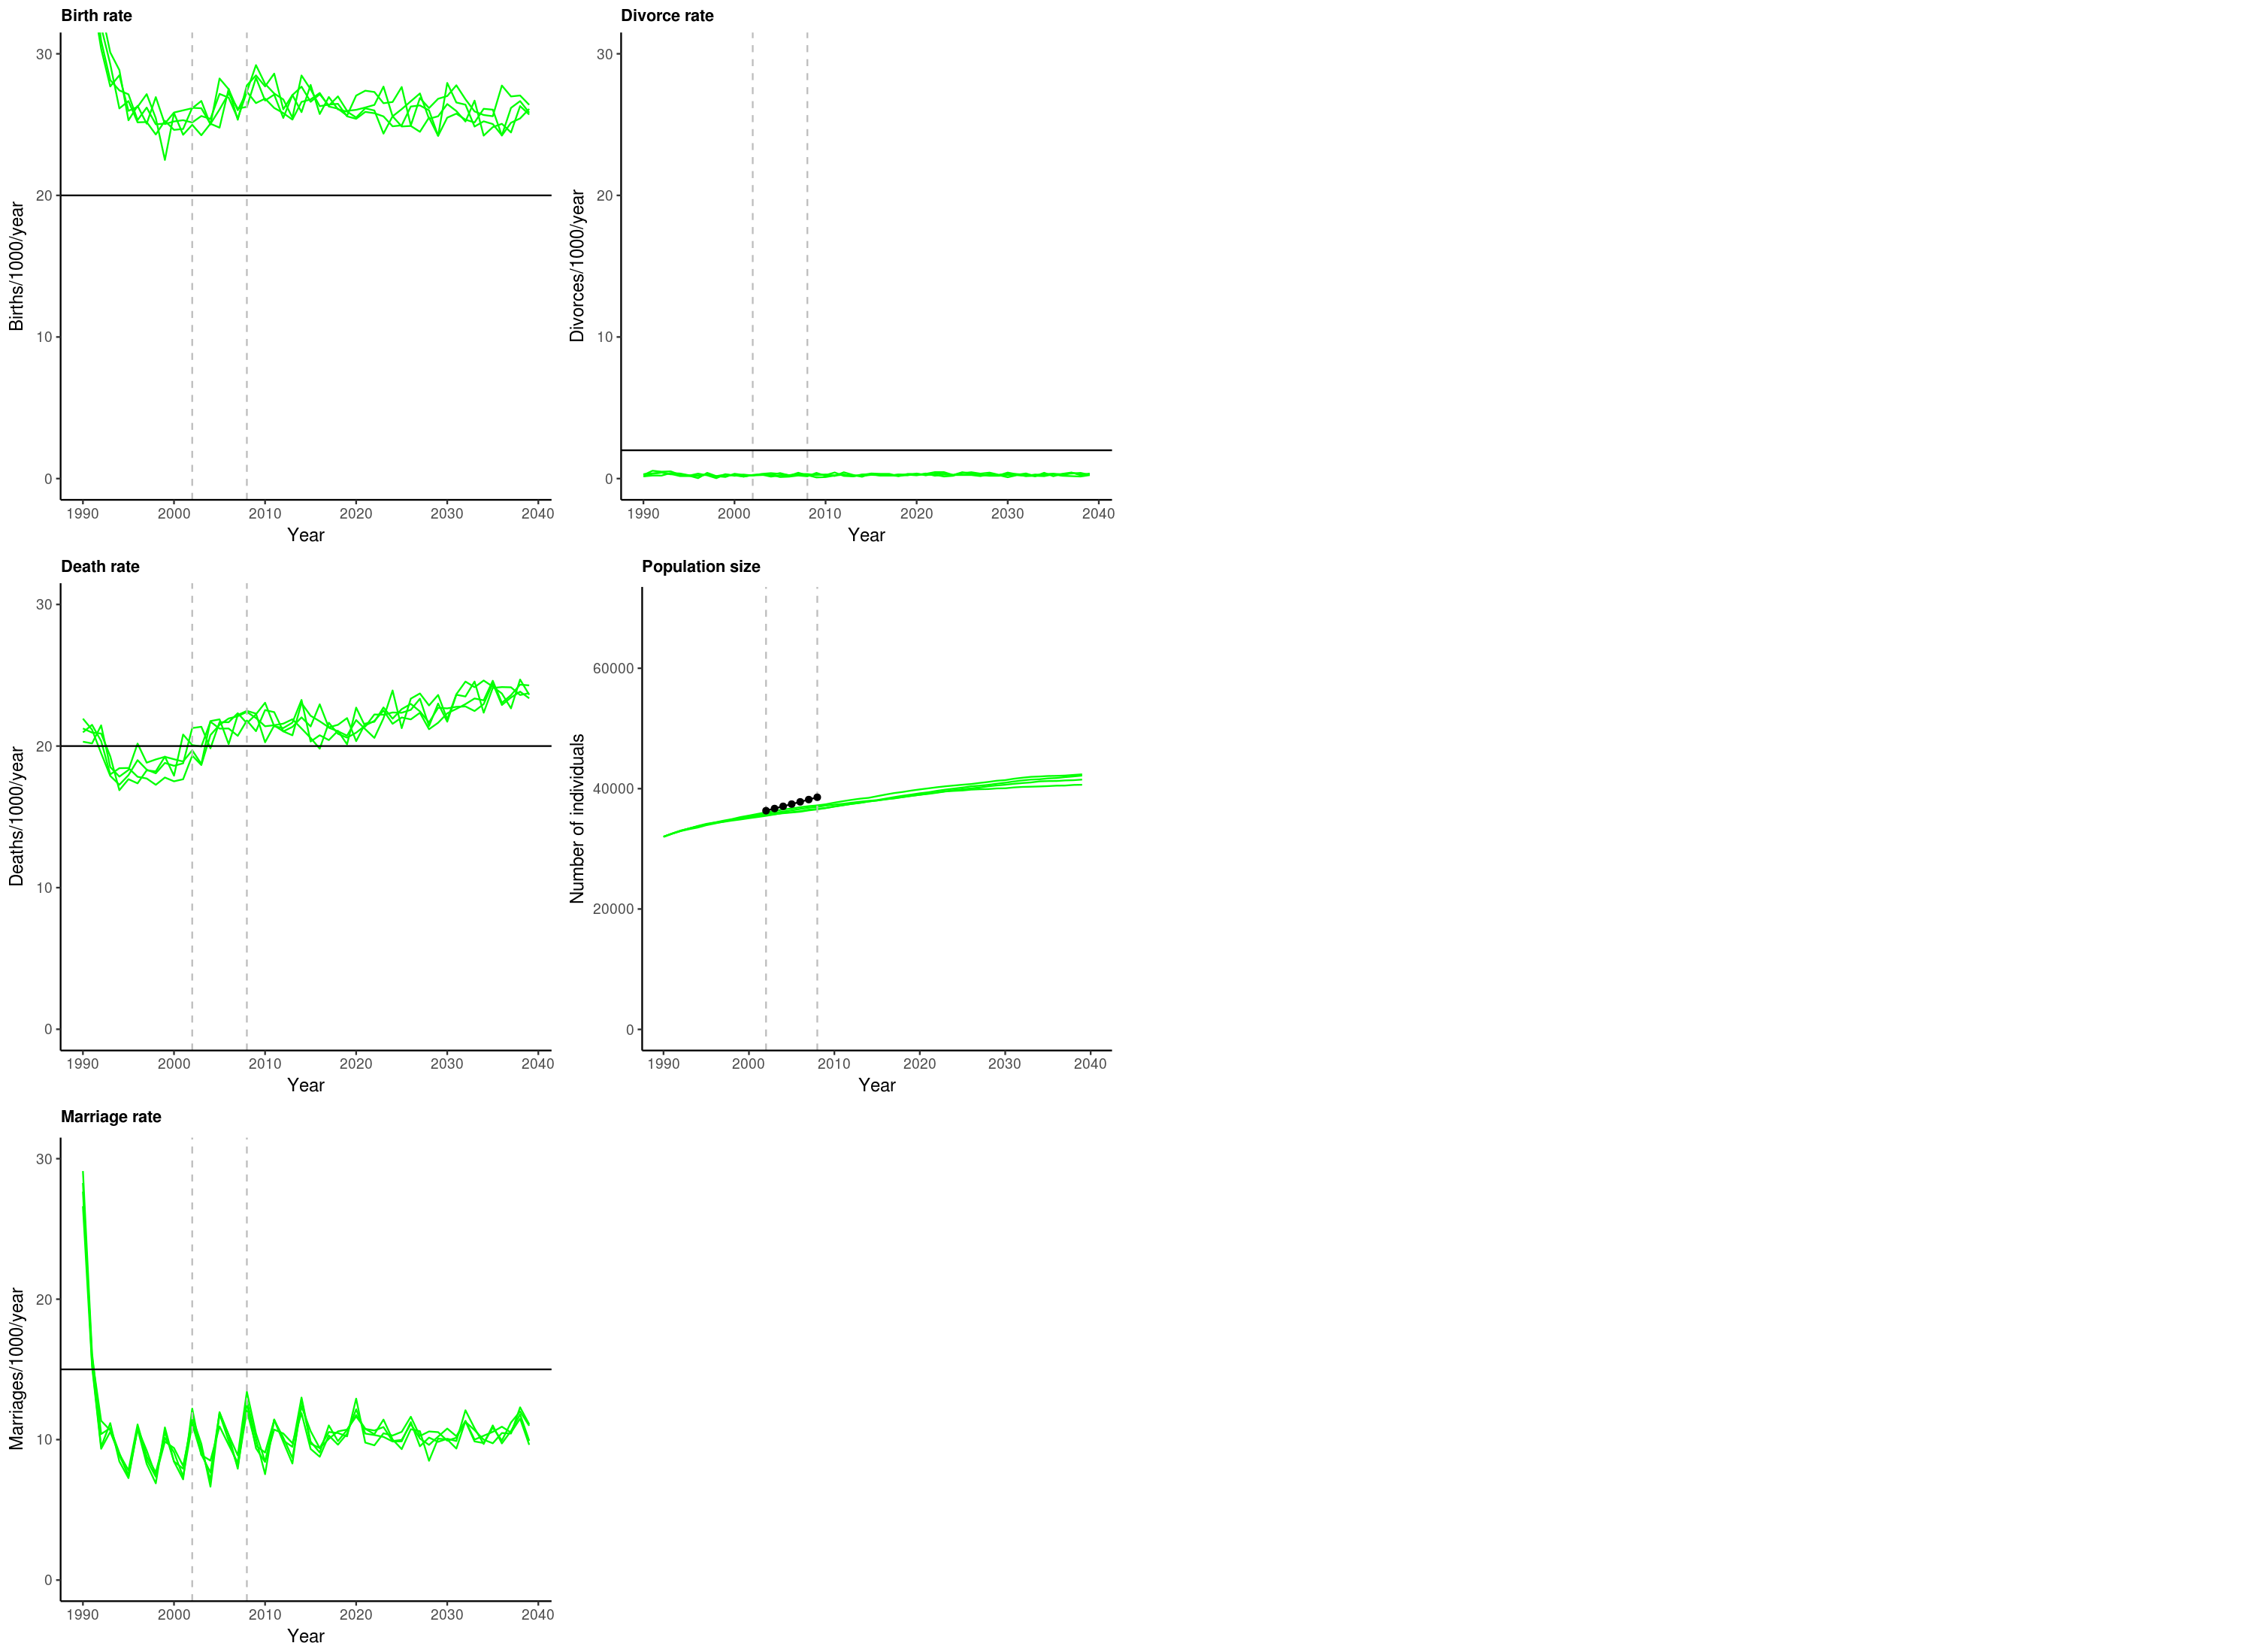 Birth rate
30
20
10
0
Births/1000/year
1990 2000 2010 2020 2030 2040
Year
Divorce rate
30
20
10
0
Divorces/1000/year
1990 2000 2010 2020 2030 2040
Year
Death rate
30
20
10
0
Deaths/1000/year
1990 2000 2010 2020 2030 2040
Year
Population size
60000
40000
20000
0
Number of individuals
1990 2000 2010 2020 2030 2040
Year
Marriage rate
30
20
10
0
Marriages/1000/year
1990 2000 2010 2020 2030 2040
Year